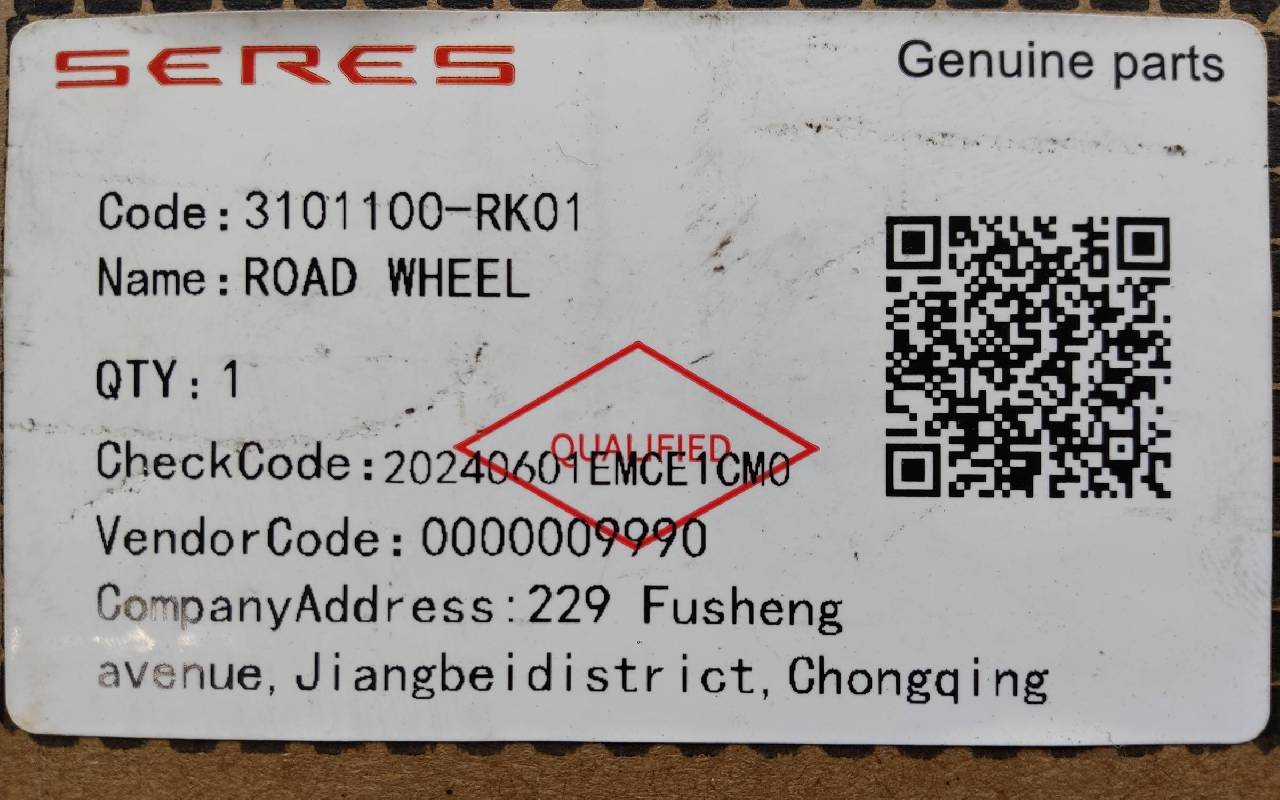 SERES
Genuine parts
Code:3101100-RK01
Name:ROAD WHEEL
QTY:1
QUALIFIED
CheckCode:20240601EMCE1CM0
VendorCode:0000009990
CompanyAddress:229 Fusheng
avenue,Jiangbeidistrict,Chongqing